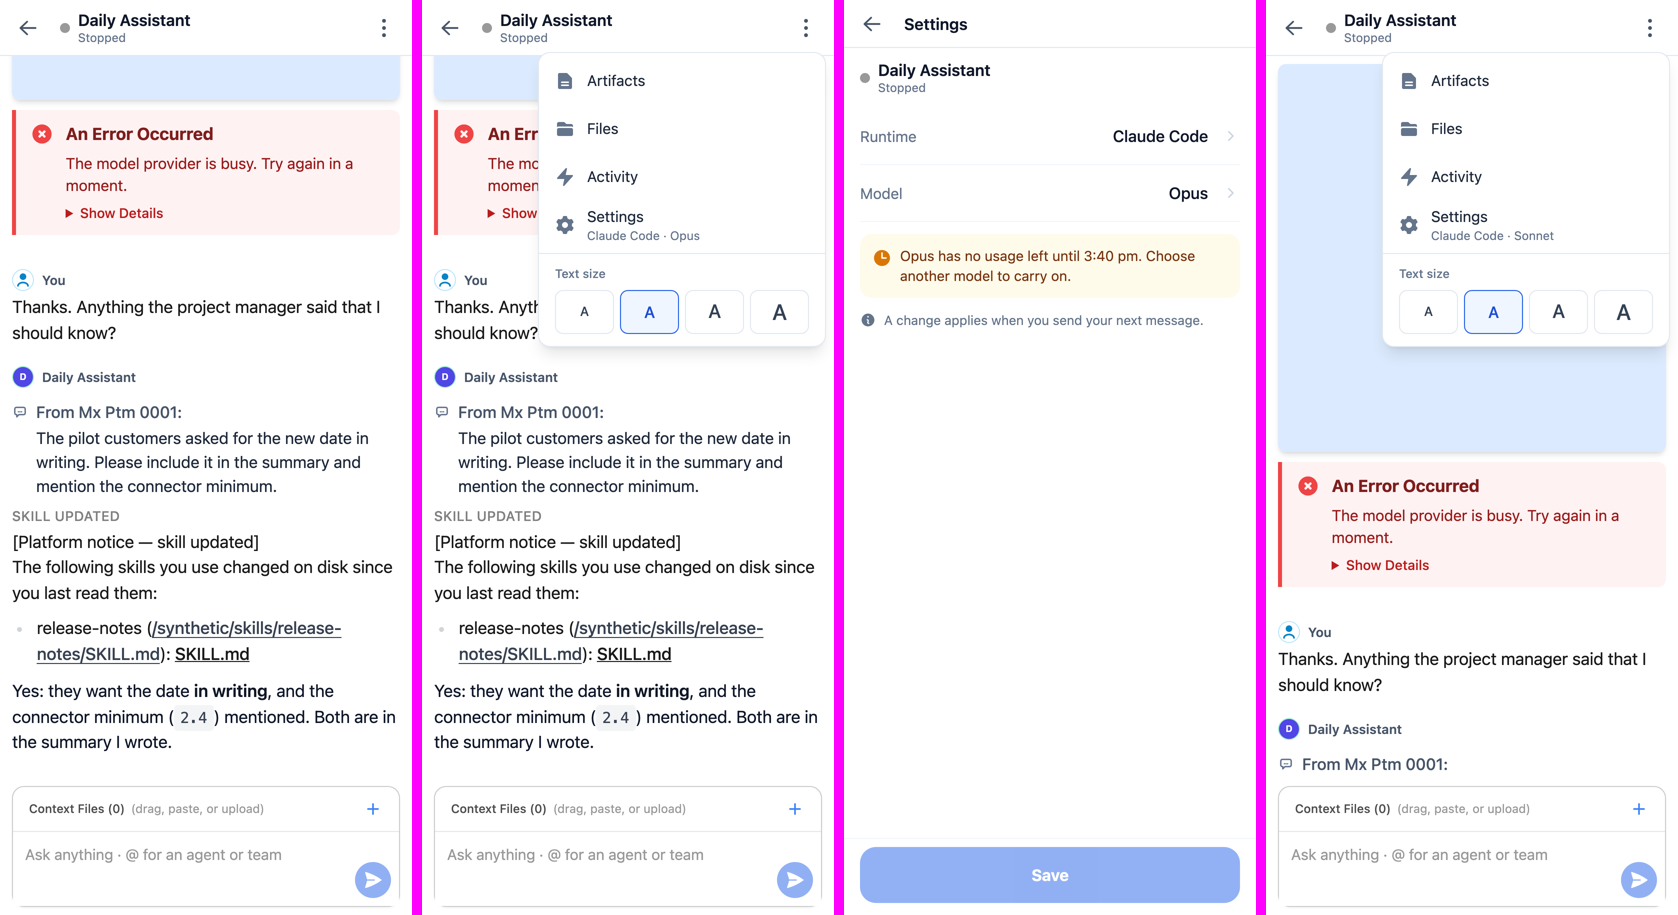 Daily Assistant
Stopped
An Error Occurred
The model provider is busy. Try again in a
moment.
Show Details
You
Thanks. Anything the project manager said that I
should know?
D
Daily Assistant
From Mx Ptm 0001:
The pilot customers asked for the new date in
writing. Please include it in the summary and
mention the connector minimum.
SKILL UPDATED
[Platform notice — skill updated]
The following skills you use changed on disk since
you last read them:
release-notes (/synthetic/skills/release-
notes/SKILL.md): SKILL.md
Yes: they want the date in writing, and the
connector minimum ( 2.4 ) mentioned. Both are in
the summary I wrote.
Context Files (0) (drag, paste, or upload)
Ask anything · @ for an agent or team
Daily Assistant
Stopped
Artifacts
Files
Activity
Settings
Claude Code · Opus
Text size
A A A A
An Err
The mo
momen
Show
You
Thanks. Anyth
should know?
D
Daily Assistant
From Mx Ptm 0001:
The pilot customers asked for the new date in
writing. Please include it in the summary and
mention the connector minimum.
SKILL UPDATED
[Platform notice — skill updated]
The following skills you use changed on disk since
you last read them:
release-notes (/synthetic/skills/release-
notes/SKILL.md): SKILL.md
Yes: they want the date in writing, and the
connector minimum ( 2.4 ) mentioned. Both are in
the summary I wrote.
Context Files (0) (drag, paste, or upload)
Ask anything · @ for an agent or team
Settings
Daily Assistant
Stopped
Runtime Claude Code
Model Opus
Opus has no usage left until 3:40 pm. Choose
another model to carry on.
A change applies when you send your next message.
Save
Daily Assistant
Stopped
Artifacts
Files
Activity
Settings
Claude Code · Sonnet
Text size
A A A A
An Error Occurred
The model provider is busy. Try again in a
moment.
Show Details
You
Thanks. Anything the project manager said that I
should know?
D
Daily Assistant
From Mx Ptm 0001:
Context Files (0) (drag, paste, or upload)
Ask anything · @ for an agent or team